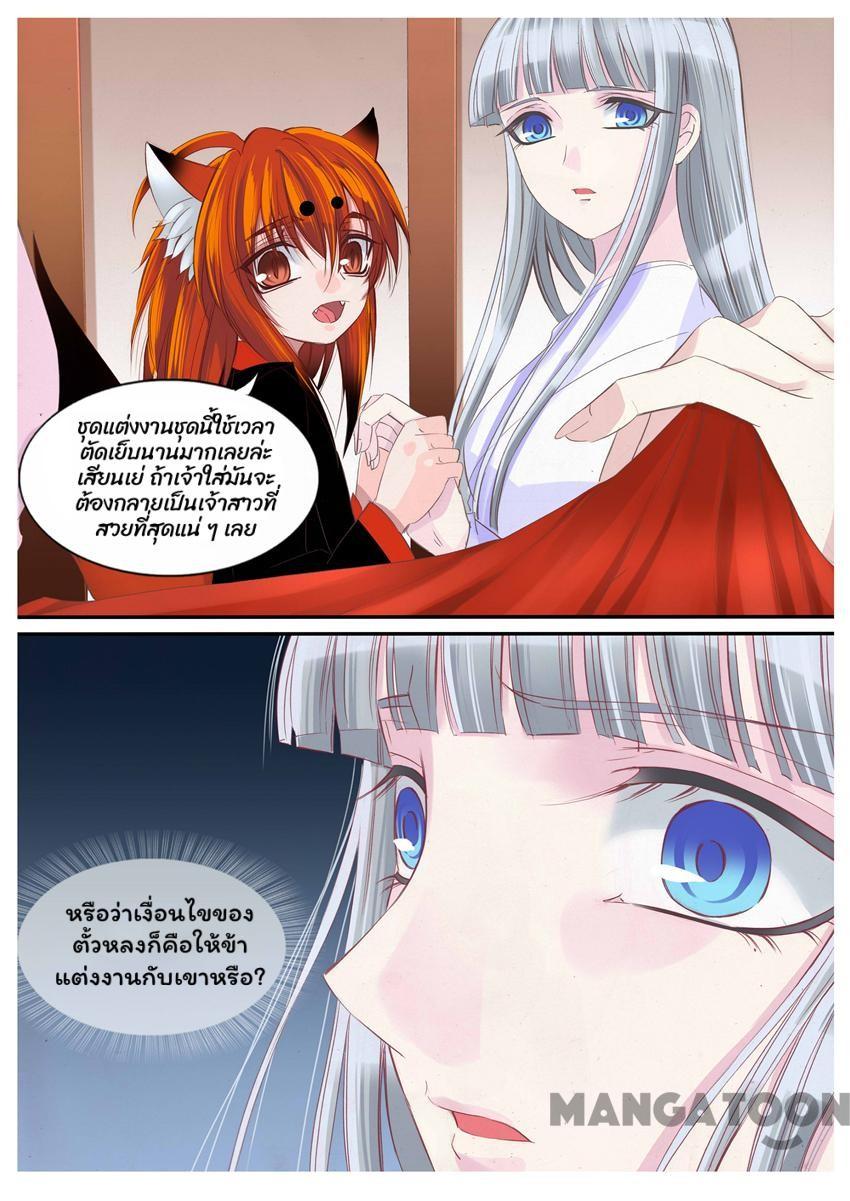 ชุดแต่งงานชุดนี้ใช้เวลา
ตัดเย็บนานมากเลยล่ะ
เสียนเย่ ถ้าเจ้าใส่มันจะ
ต้องกลายเป็นเจ้าสาวที่
สวยที่สุดแน่ ๆ เลย
หรือว่าเงื่อนไขของ
ตั้วหลงก็คือให้ข้า
แต่งงานกับเขาหรือ?
MANGATOON